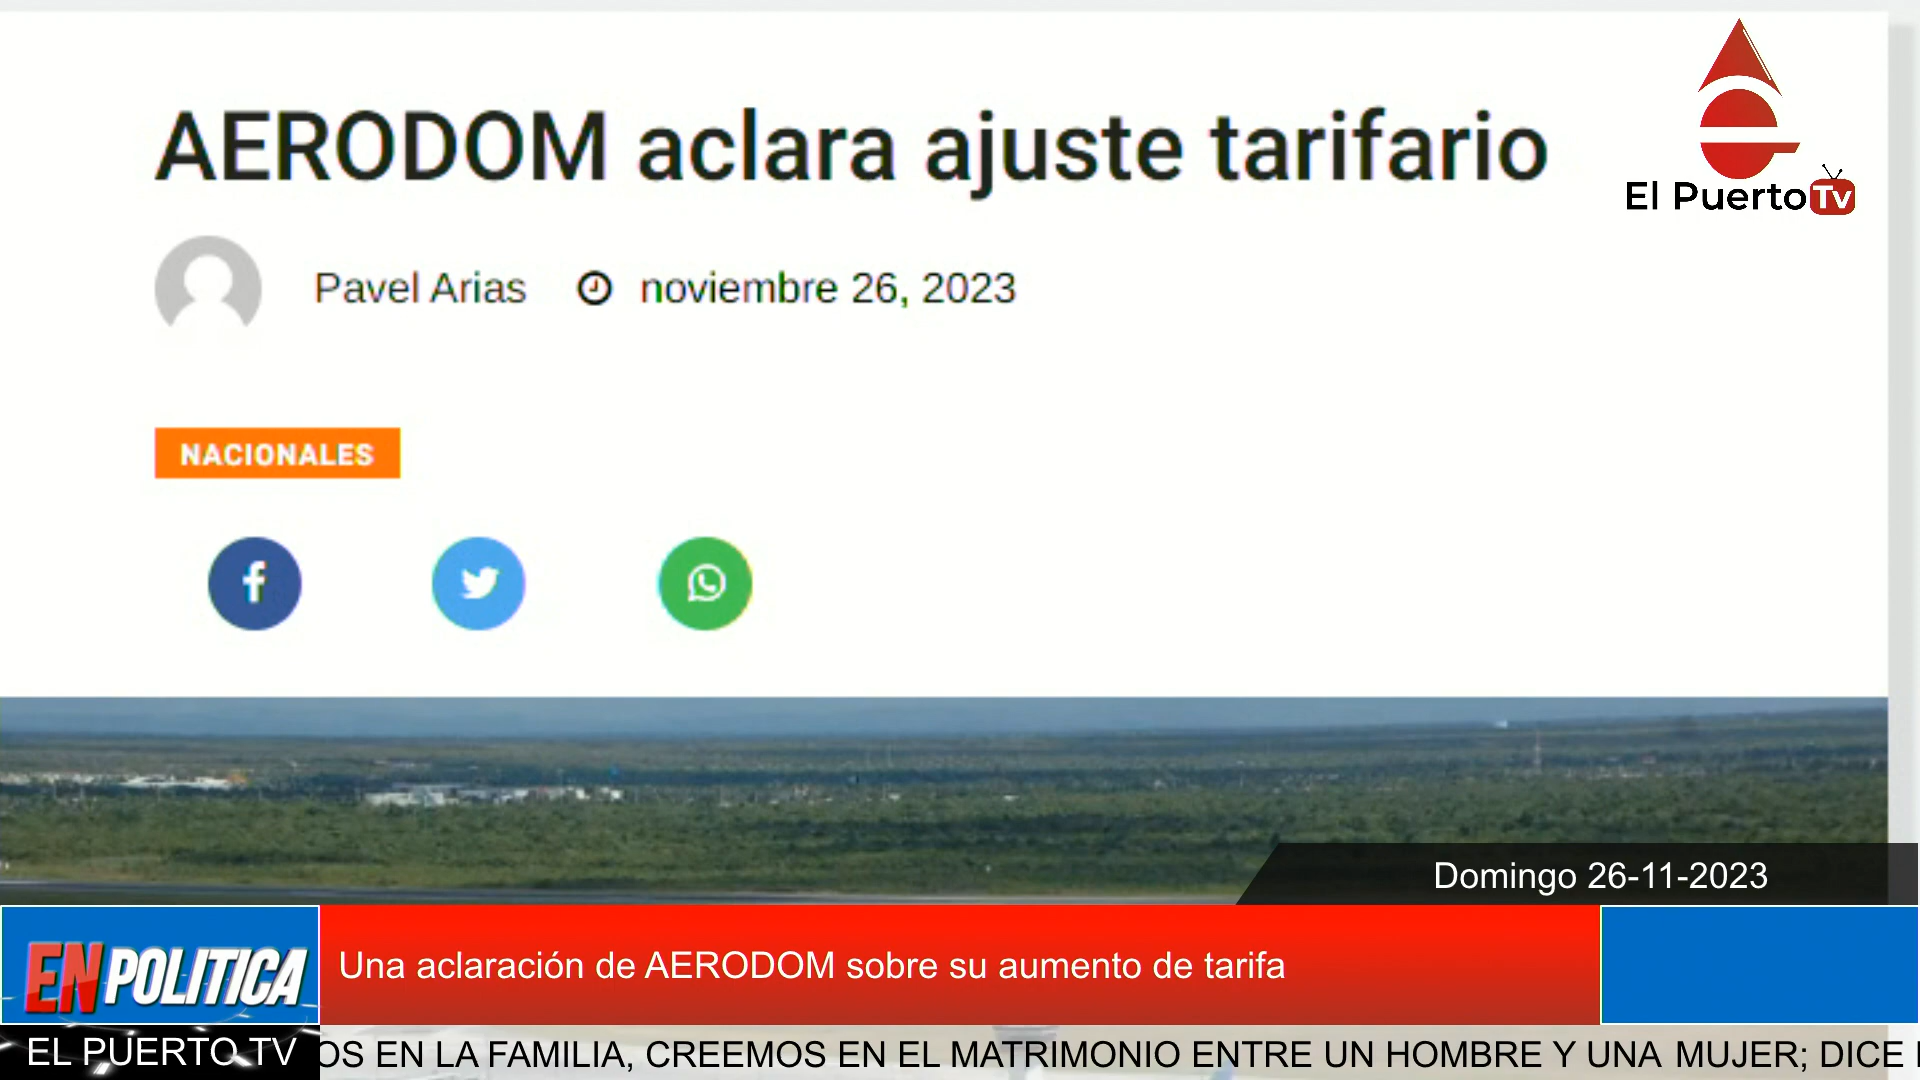 AERODOM aclara ajuste tarifario
El Puerto Tv
Pavel Arias noviembre 26, 2023
NACIONALES
Domingo 26-11-2023
EN POLITICA
Una aclaración de AERODOM sobre su aumento de tarifa
EL PUERTO TV
OS EN LA FAMILIA, CREEMOS EN EL MATRIMONIO ENTRE UN HOMBRE Y UNA MUJER; DICE